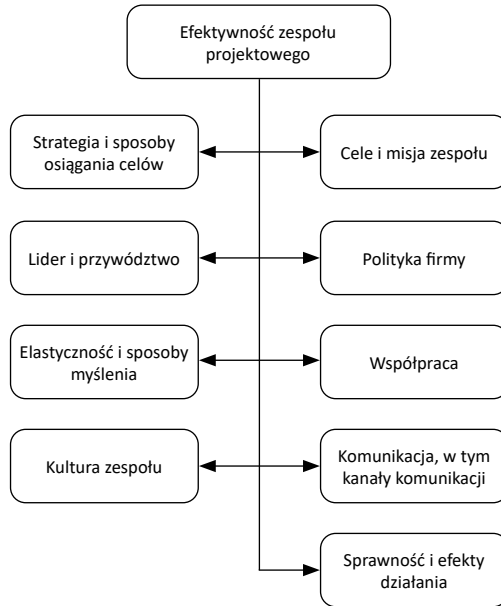 Efektywność zespołu
projektowego
Strategia i sposoby
osiągania celów
Cele i misja zespołu
Lider i przywództwo
Polityka firmy
Elastyczność i sposoby
myślenia
Współpraca
Kultura zespołu
Komunikacja, w tym
kanały komunikacji
Sprawność i efekty
działania